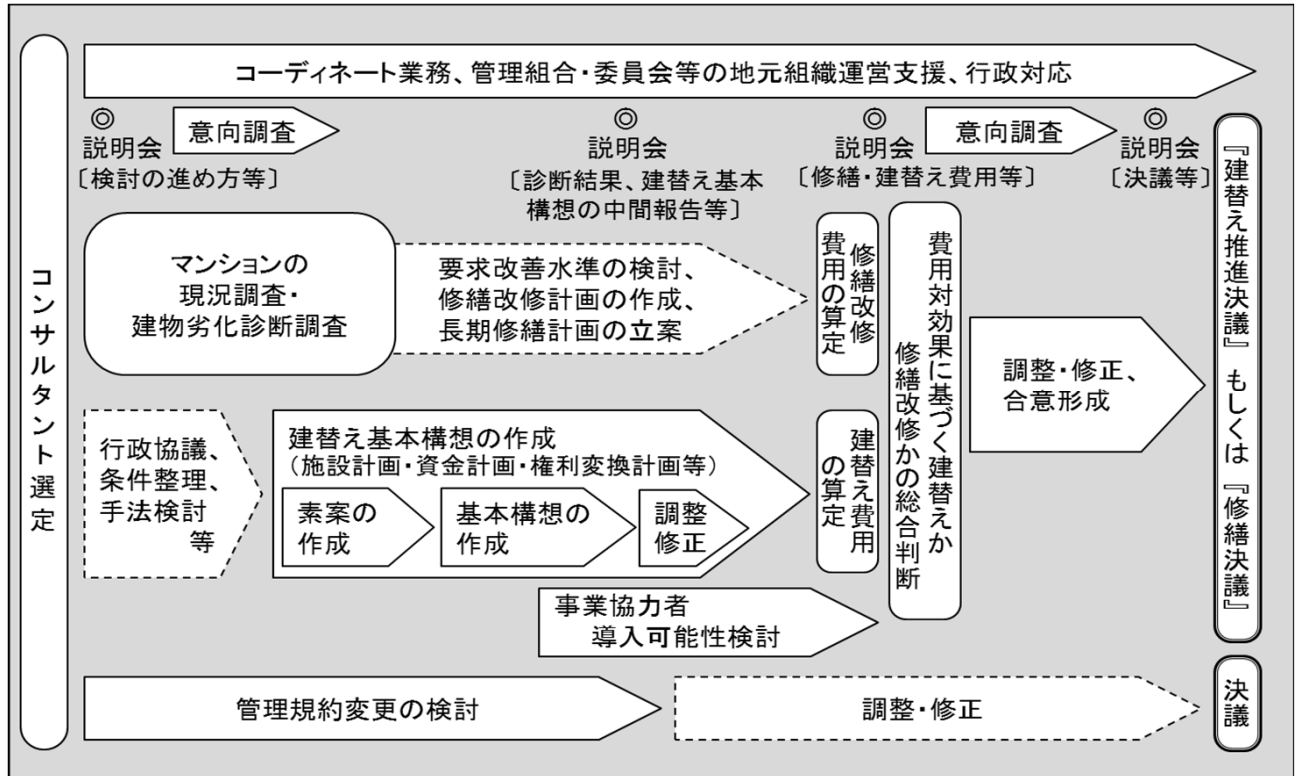 コンサルタント選定
コーディネート業務、管理組合・委員会等の地元組織運営支援、行政対応
◎
説明会
〔検討の進め方等〕
意向調査
◎
説明会
〔診断結果、建替え基本
構想の中間報告等〕
◎
説明会
〔修繕・建替え費用等〕
意向調査
◎
説明会
〔決議等〕
マンションの
現況調査・
建物劣化診断調査
要求改善水準の検討、
修繕改修計画の作成、
長期修繕計画の立案
修繕改修
費用の算定
行政協議、
条件整理、
手法検討
等
建替え基本構想の作成
（施設計画・資金計画・権利変換計画等）
素案の
作成
基本構想の
作成
調整
修正
建替え費用
の算定
事業協力者
導入可能性検討
費用対効果に基づく建替えか
修繕改修かの総合判断
調整・修正、
合意形成
『建替え推進決議』もしくは『修繕決議』
管理規約変更の検討
調整・修正
決議